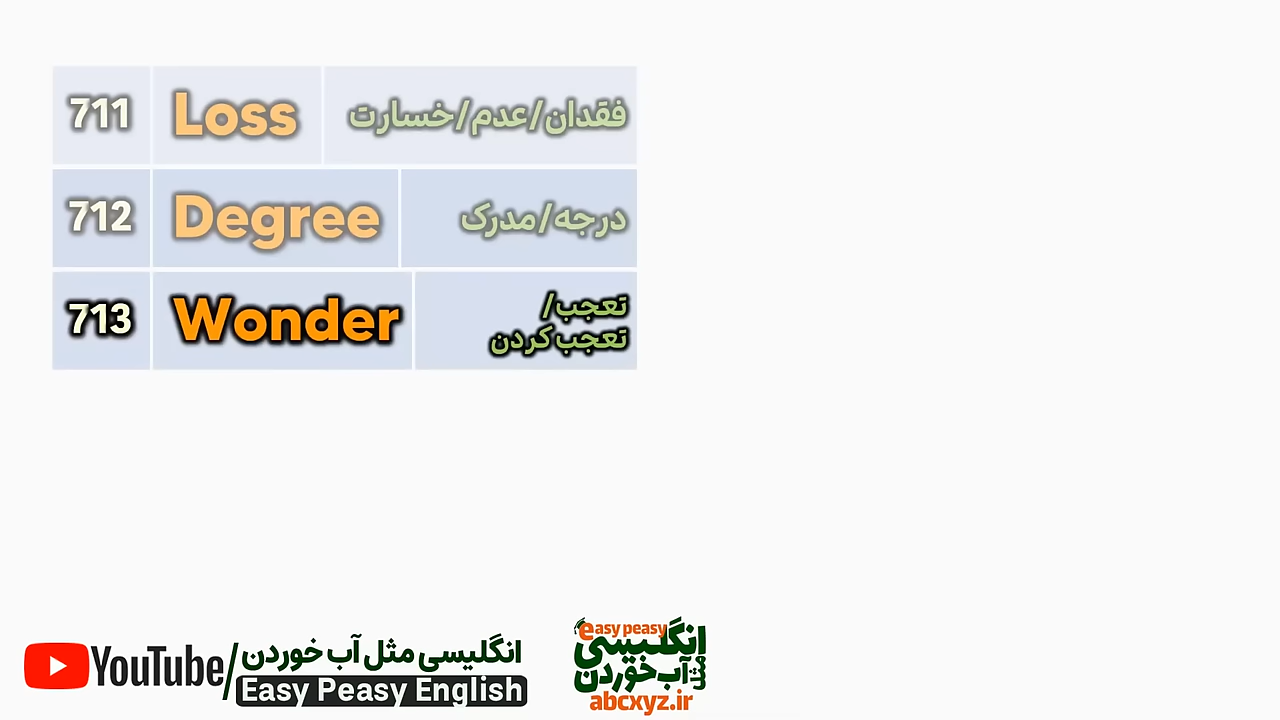 711 Loss فقدان/عدم/خسارت
712 Degree درجه/مدرک
713 Wonder تعجب/
تعجب کردن
YouTube/انگلیسی مثل آب خوردن
Easy Peasy English
easy peasy
انگلیسی
مثل آب خوردن
abcxyz.ir